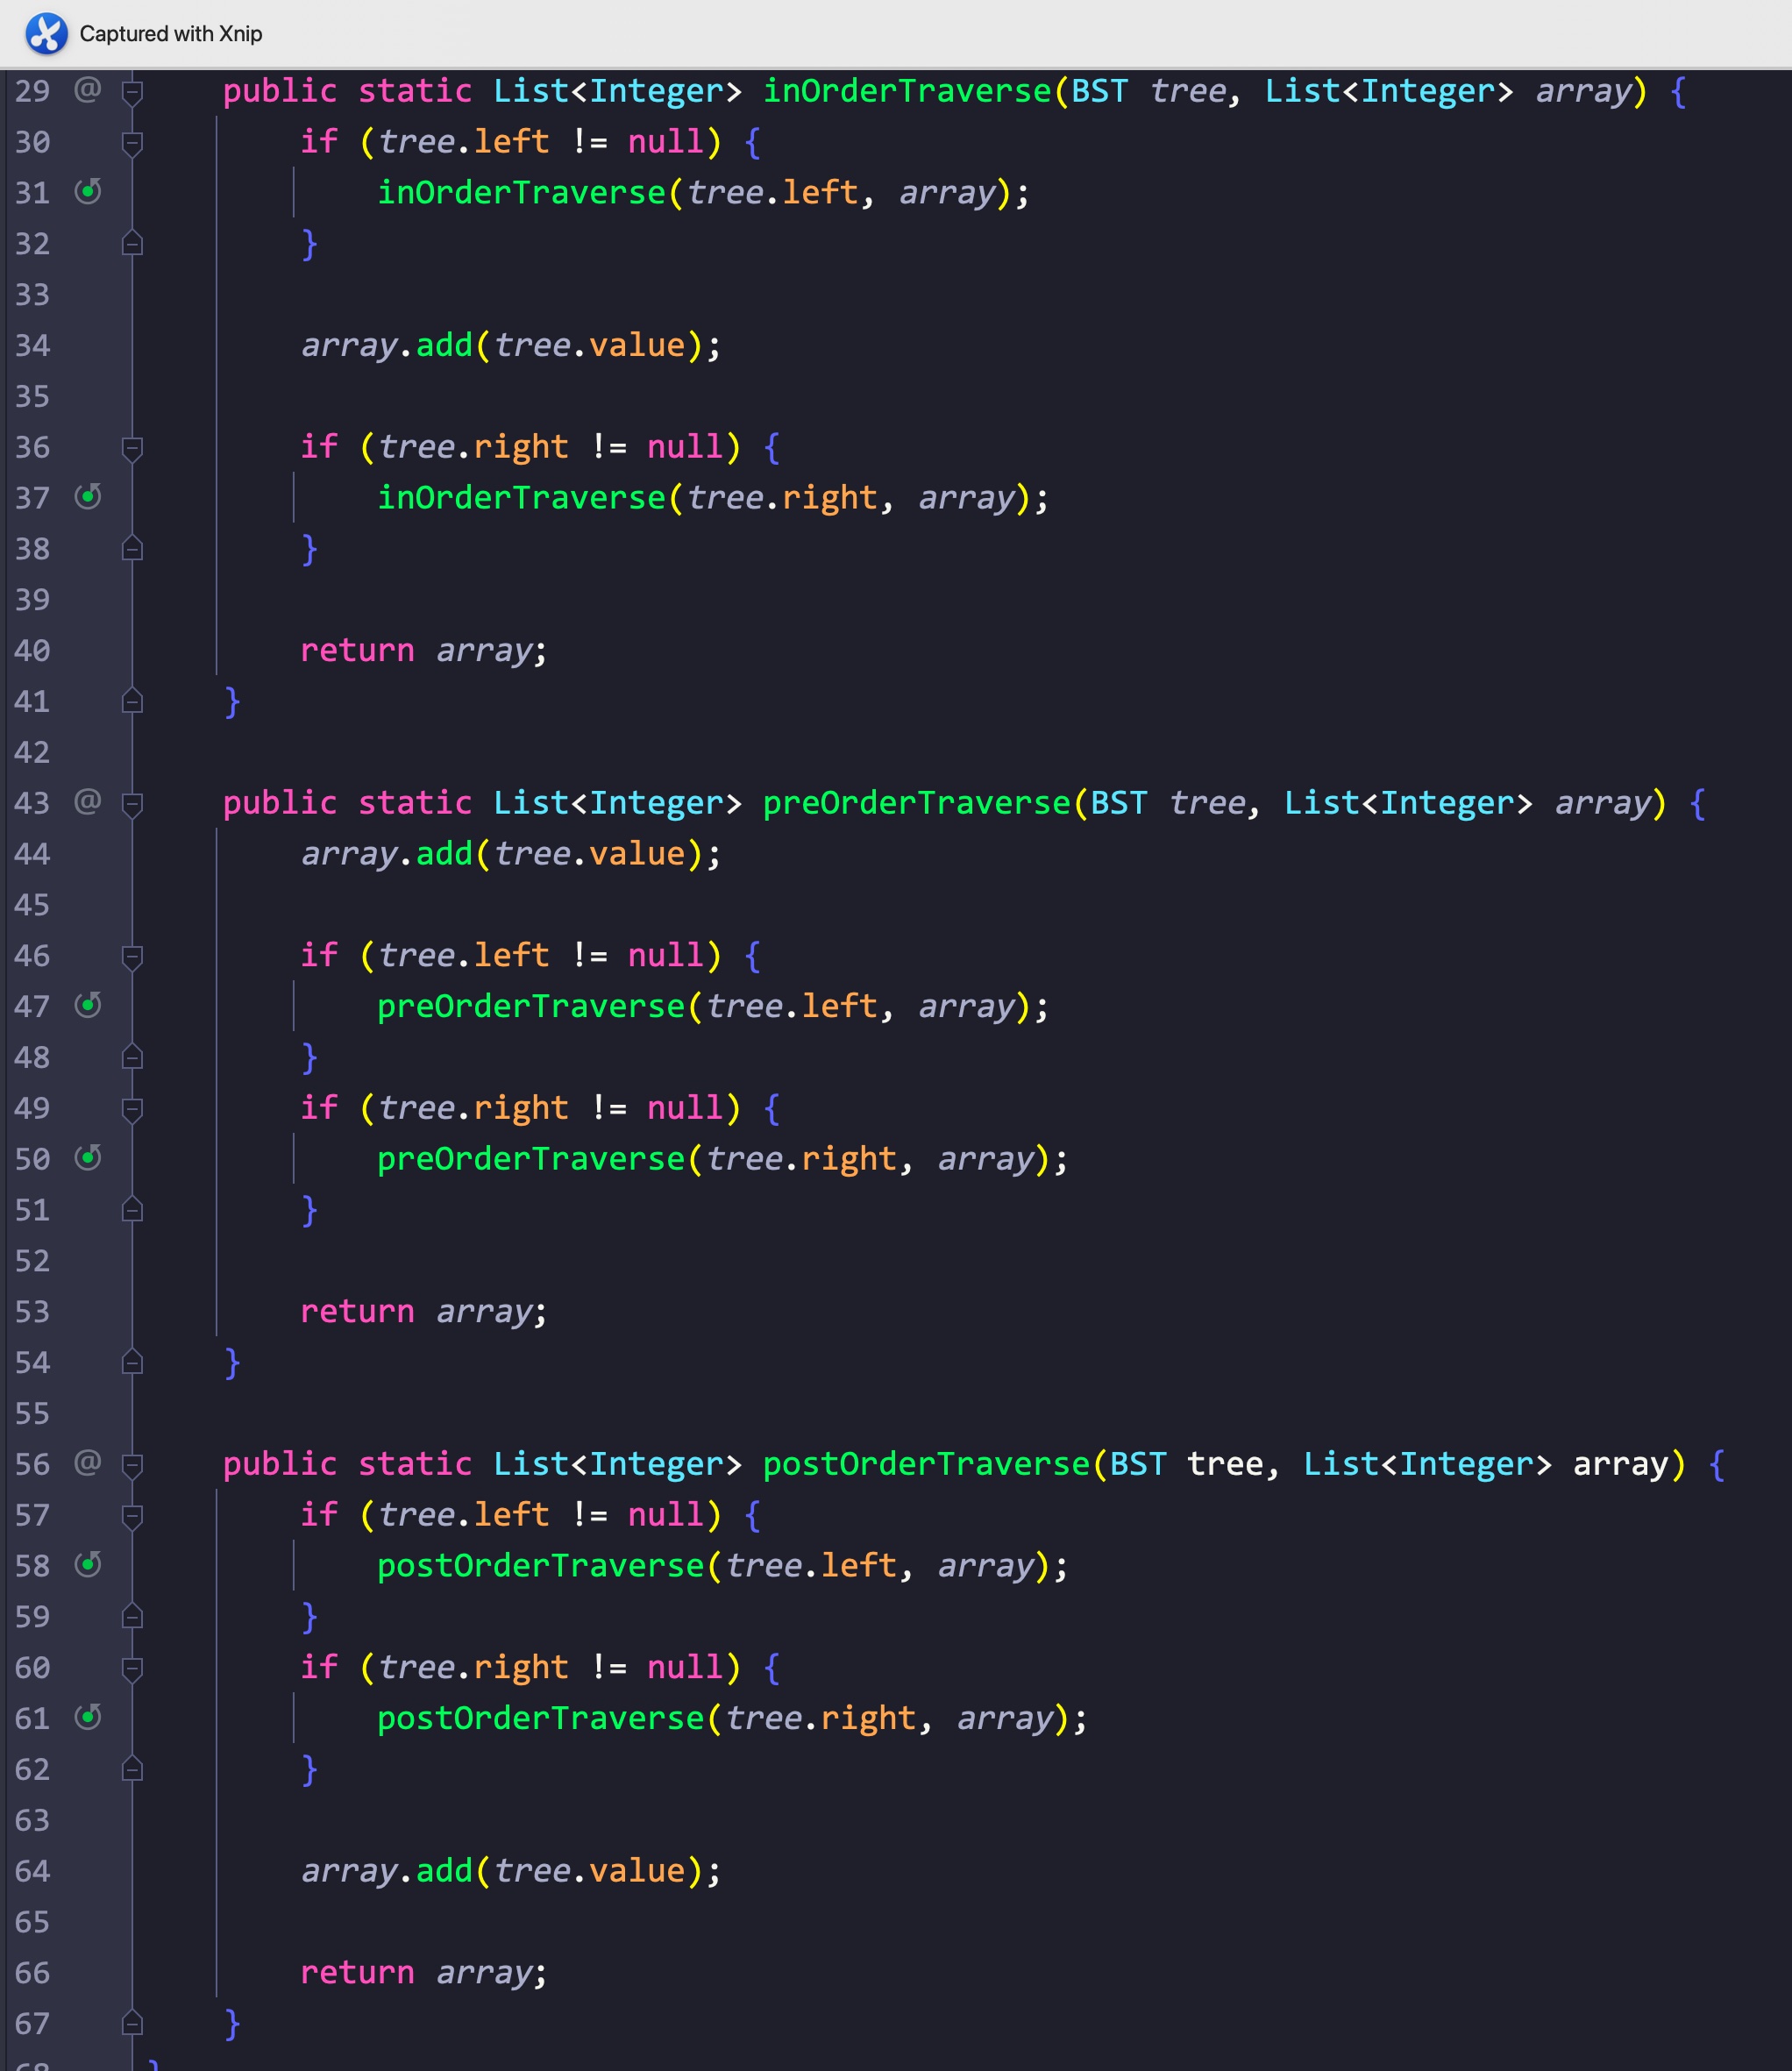 Captured with Xnip
29 @ public static List<Integer> inOrderTraverse(BST tree, List<Integer> array) {
30 if (tree.left != null) {
31 inOrderTraverse(tree.left, array);
32 }
33
34 array.add(tree.value);
35
36 if (tree.right != null) {
37 inOrderTraverse(tree.right, array);
38 }
39
40 return array;
41 }
42
43 @ public static List<Integer> preOrderTraverse(BST tree, List<Integer> array) {
44 array.add(tree.value);
45
46 if (tree.left != null) {
47 preOrderTraverse(tree.left, array);
48 }
49 if (tree.right != null) {
50 preOrderTraverse(tree.right, array);
51 }
52
53 return array;
54 }
55
56 @ public static List<Integer> postOrderTraverse(BST tree, List<Integer> array) {
57 if (tree.left != null) {
58 postOrderTraverse(tree.left, array);
59 }
60 if (tree.right != null) {
61 postOrderTraverse(tree.right, array);
62 }
63
64 array.add(tree.value);
65
66 return array;
67 }
68 }